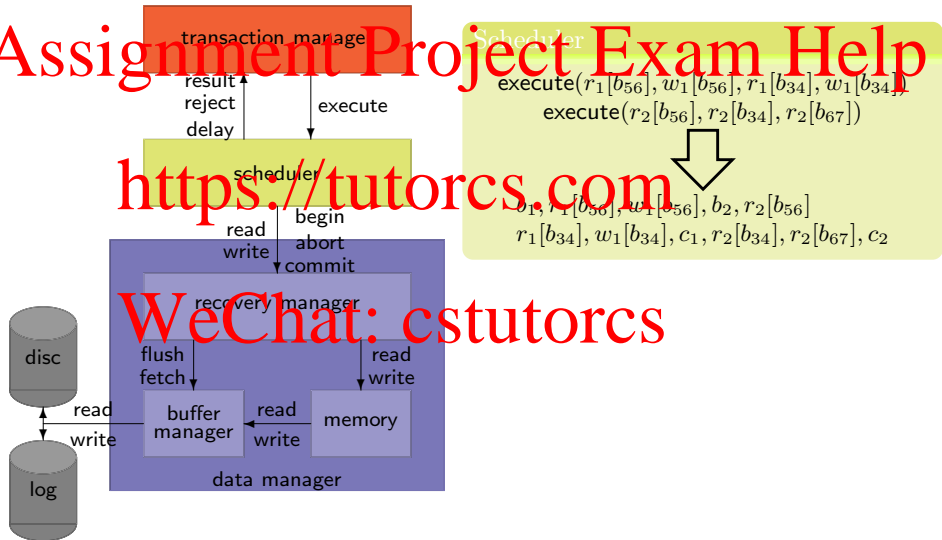 Assignment Project Exam Help
transaction manage
Scheduler
result
reject
delay
execute
execute(r₁[b₅₆], w₁[b₅₆], r₁[b₃₄], w₁[b₃₄])
execute(r₂[b₅₆], r₂[b₃₄], r₂[b₆₇])
scheduler
https://tutorcs.com
b₁, r₁[b₅₆], w₁[b₅₆], b₂, r₂[b₅₆]
r₁[b₃₄], w₁[b₃₄], c₁, r₂[b₃₄], r₂[b₆₇], c₂
read
write
begin
abort
commit
recovery manager
WeChat: cstutorcs
flush
fetch
read
write
disc
buffer
manager
read
write
memory
read
write
data manager
log